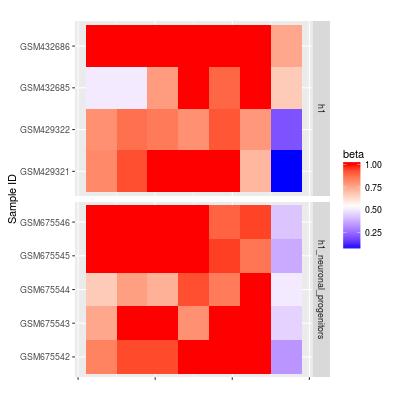 Sample ID
GSM432686
GSM432685
GSM429322
GSM429321
h1
GSM675546
GSM675545
GSM675544
GSM675543
GSM675542
h1_neuronal_progenitors
beta
1.00
0.75
0.50
0.25